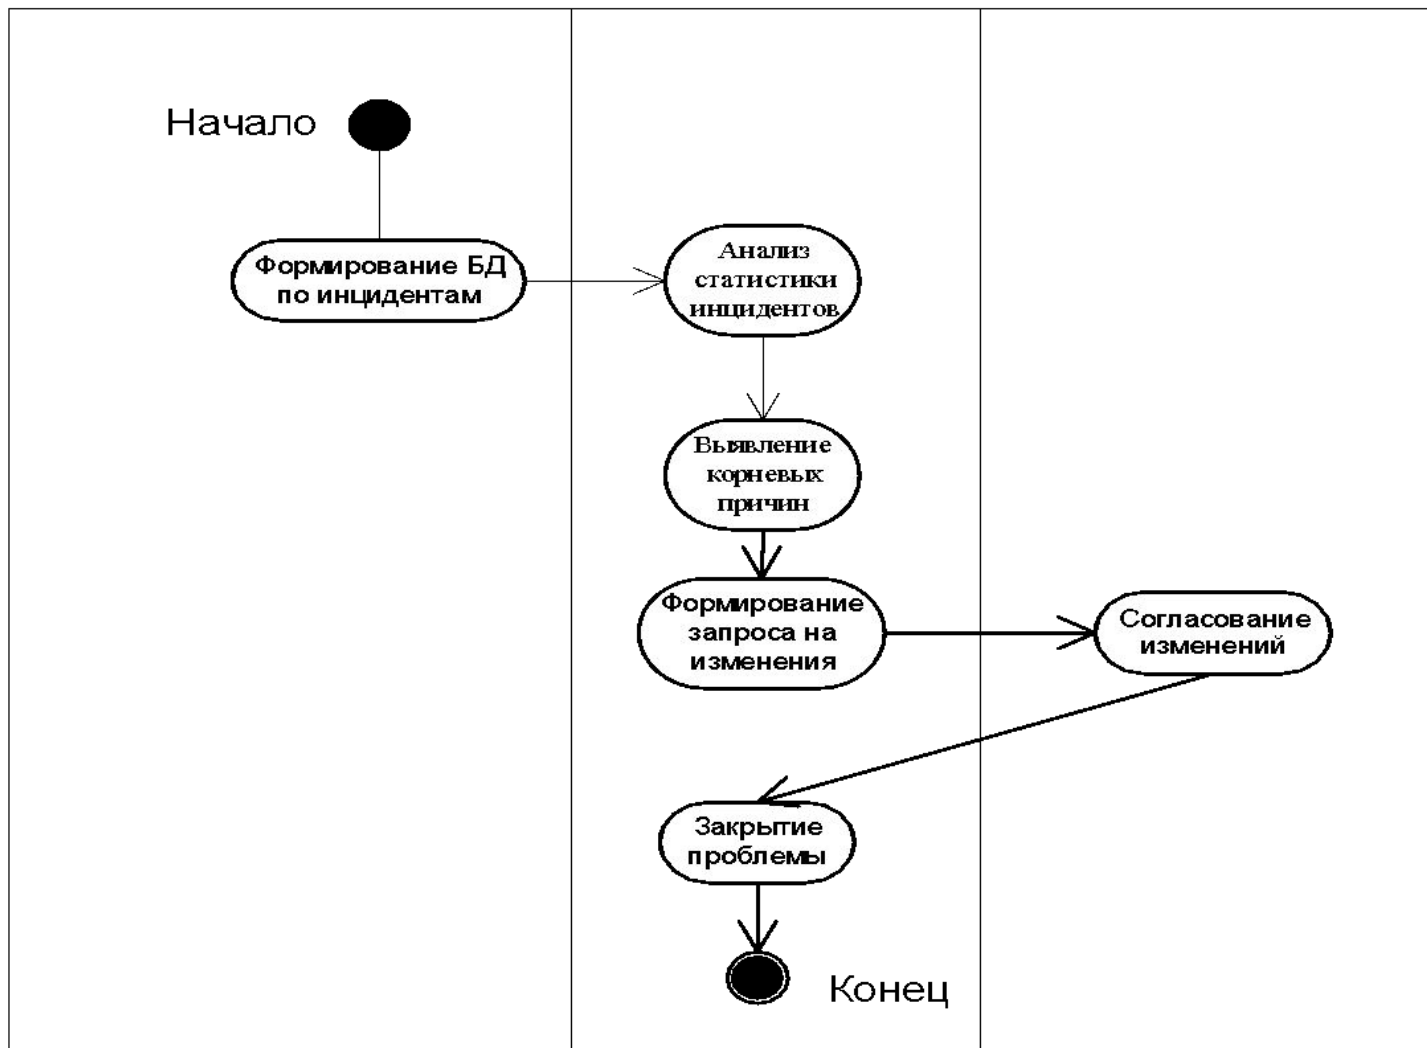 Начало
Формирование БД
по инцидентам
Анализ
статистики
инцидентов
Выявление
корневых
причин
Формирование
запроса на
изменения
Согласование
изменений
Закрытие
проблемы
Конец